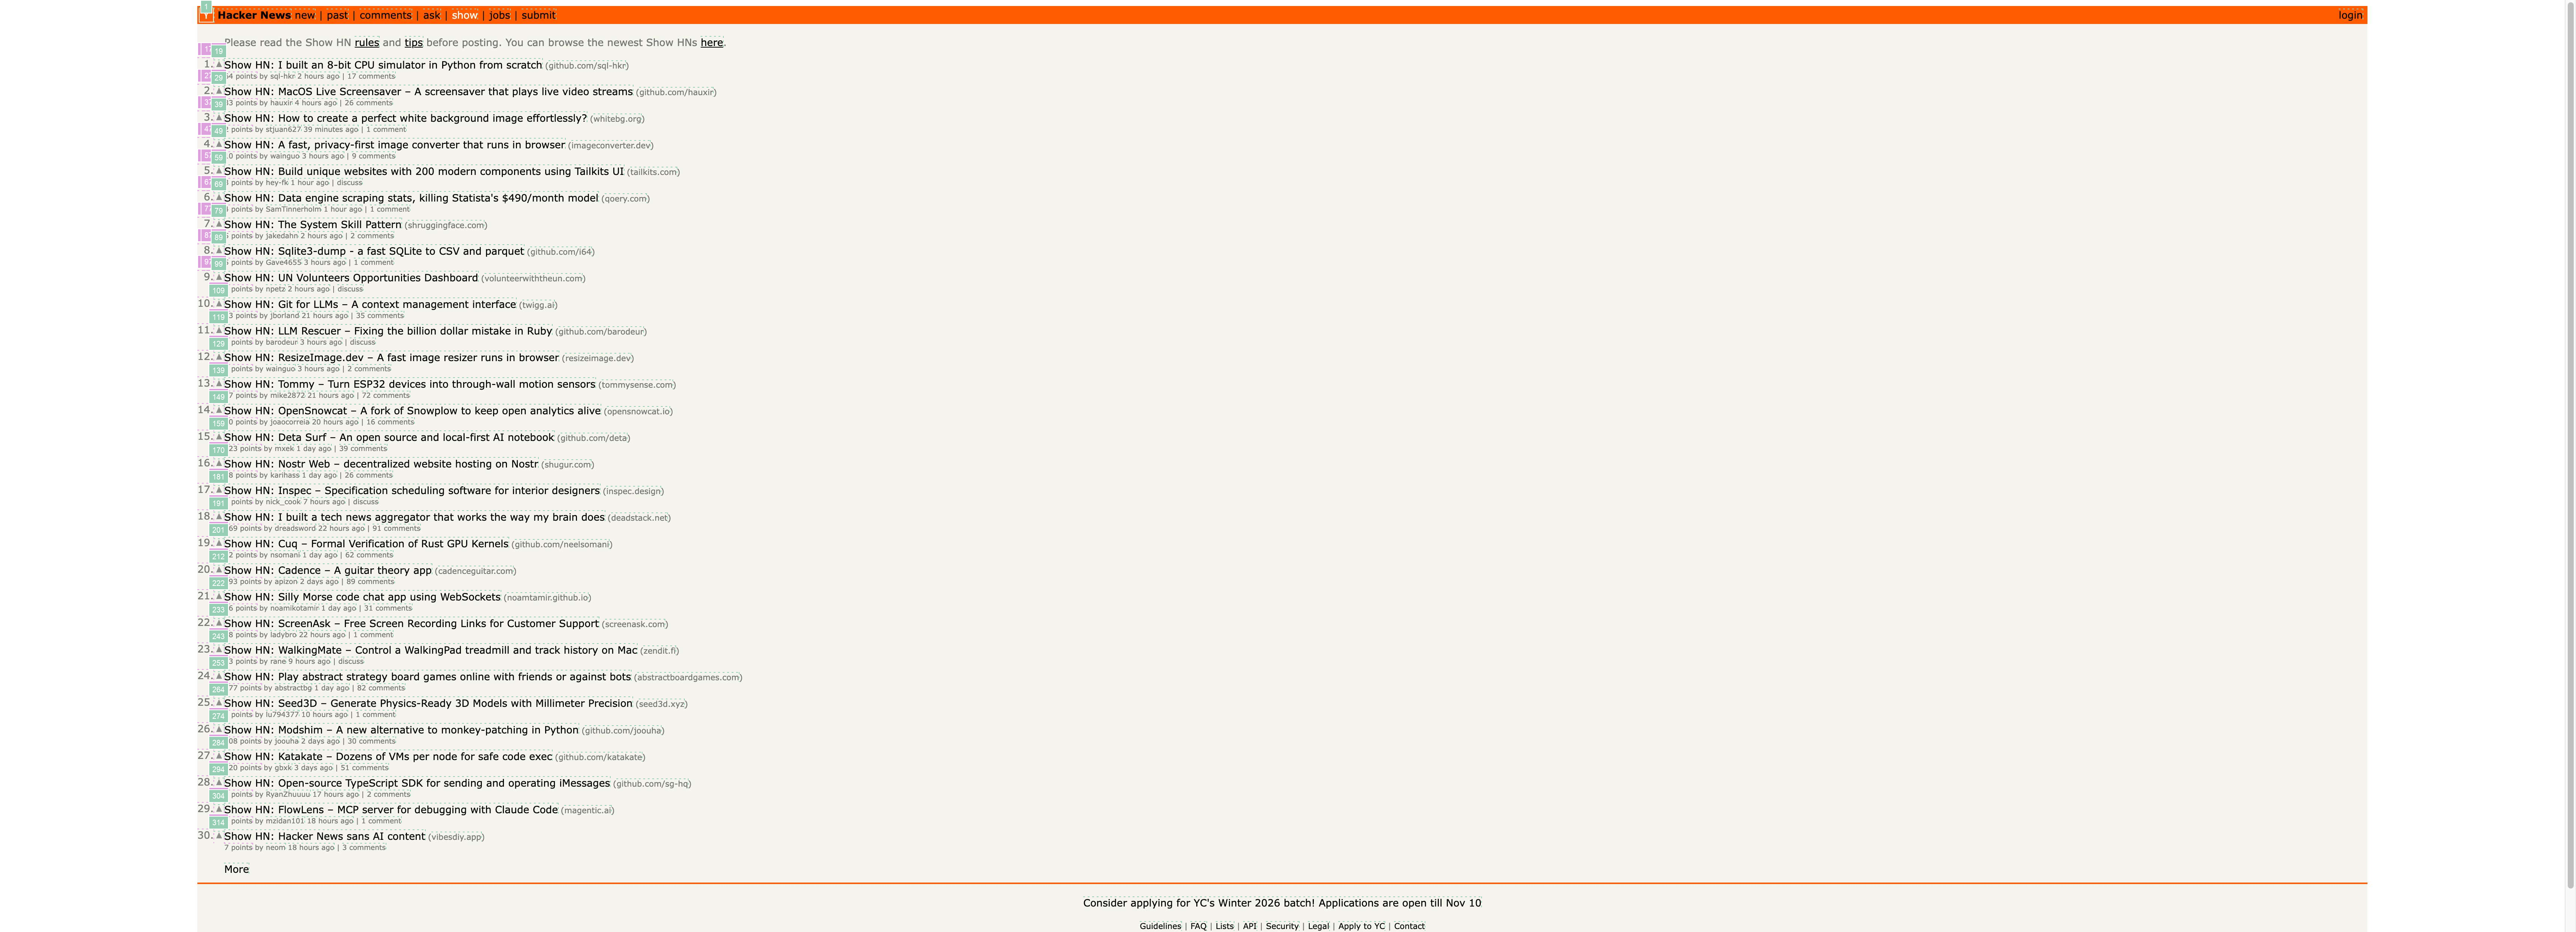 Hacker News new | past | comments | ask | show | jobs | submit login
Please read the Show HN rules and tips before posting. You can browse the newest Show HNs here.
19
1. Show HN: I built an 8-bit CPU simulator in Python from scratch (github.com/sql-hkr)
29 points by sql-hkr 2 hours ago | 17 comments
2. Show HN: MacOS Live Screensaver – A screensaver that plays live video streams (github.com/hauxir)
39 points by hauxir 4 hours ago | 26 comments
3. Show HN: How to create a perfect white background image effortlessly? (whitebg.org)
49 points by stjuan627 39 minutes ago | 1 comment
4. Show HN: A fast, privacy-first image converter that runs in browser (imageconverter.dev)
59 points by wainguo 3 hours ago | 9 comments
5. Show HN: Build unique websites with 200 modern components using Tailkits UI (tailkits.com)
69 points by hey-fk 1 hour ago | discuss
6. Show HN: Data engine scraping stats, killing Statista's $490/month model (qoery.com)
79 points by SamTinnerholm 1 hour ago | 1 comment
7. Show HN: The System Skill Pattern (shruggingface.com)
89 points by jakedahn 2 hours ago | 2 comments
8. Show HN: Sqlite3-dump - a fast SQLite to CSV and parquet (github.com/i64)
99 points by Gave4655 3 hours ago | 1 comment
9. Show HN: UN Volunteers Opportunities Dashboard (volunteerwiththeun.com)
109 points by npetz 2 hours ago | discuss
10. Show HN: Git for LLMs – A context management interface (twigg.ai)
119 3 points by jborland 21 hours ago | 35 comments
11. Show HN: LLM Rescuer – Fixing the billion dollar mistake in Ruby (github.com/barodeur)
129 points by barodeur 3 hours ago | discuss
12. Show HN: ResizeImage.dev – A fast image resizer runs in browser (resizeimage.dev)
139 points by wainguo 3 hours ago | 2 comments
13. Show HN: Tommy – Turn ESP32 devices into through-wall motion sensors (tommysense.com)
149 7 points by mike2872 21 hours ago | 72 comments
14. Show HN: OpenSnowcat – A fork of Snowplow to keep open analytics alive (opensnowcat.io)
159 0 points by joaocorreia 20 hours ago | 16 comments
15. Show HN: Deta Surf – An open source and local-first AI notebook (github.com/deta)
170 23 points by mxek 1 day ago | 39 comments
16. Show HN: Nostr Web – decentralized website hosting on Nostr (shugur.com)
181 8 points by karihass 1 day ago | 26 comments
17. Show HN: Inspec – Specification scheduling software for interior designers (inspec.design)
191 points by nick_cook 7 hours ago | discuss
18. Show HN: I built a tech news aggregator that works the way my brain does (deadstack.net)
201 69 points by dreadsword 22 hours ago | 91 comments
19. Show HN: Cuq – Formal Verification of Rust GPU Kernels (github.com/neelsomani)
212 2 points by nsomani 1 day ago | 62 comments
20. Show HN: Cadence – A guitar theory app (cadenceguitar.com)
222 93 points by apizon 2 days ago | 89 comments
21. Show HN: Silly Morse code chat app using WebSockets (noamtamir.github.io)
233 6 points by noamikotamir 1 day ago | 31 comments
22. Show HN: ScreenAsk – Free Screen Recording Links for Customer Support (screenask.com)
243 8 points by ladybro 22 hours ago | 1 comment
23. Show HN: WalkingMate – Control a WalkingPad treadmill and track history on Mac (zendit.fi)
253 3 points by rane 9 hours ago | discuss
24. Show HN: Play abstract strategy board games online with friends or against bots (abstractboardgames.com)
264 77 points by abstractbg 1 day ago | 82 comments
25. Show HN: Seed3D – Generate Physics-Ready 3D Models with Millimeter Precision (seed3d.xyz)
274 points by lu794377 10 hours ago | 1 comment
26. Show HN: Modshim – A new alternative to monkey-patching in Python (github.com/joouha)
284 08 points by joouha 2 days ago | 30 comments
27. Show HN: Katakate – Dozens of VMs per node for safe code exec (github.com/katakate)
294 20 points by gbxk 3 days ago | 51 comments
28. Show HN: Open-source TypeScript SDK for sending and operating iMessages (github.com/sg-hq)
304 points by RyanZhuuuu 17 hours ago | 2 comments
29. Show HN: FlowLens – MCP server for debugging with Claude Code (magentic.ai)
314 points by mzidan101 18 hours ago | 1 comment
30. Show HN: Hacker News sans AI content (vibesdiy.app)
7 points by neom 18 hours ago | 3 comments
More
Consider applying for YC's Winter 2026 batch! Applications are open till Nov 10
Guidelines | FAQ | Lists | API | Security | Legal | Apply to YC | Contact